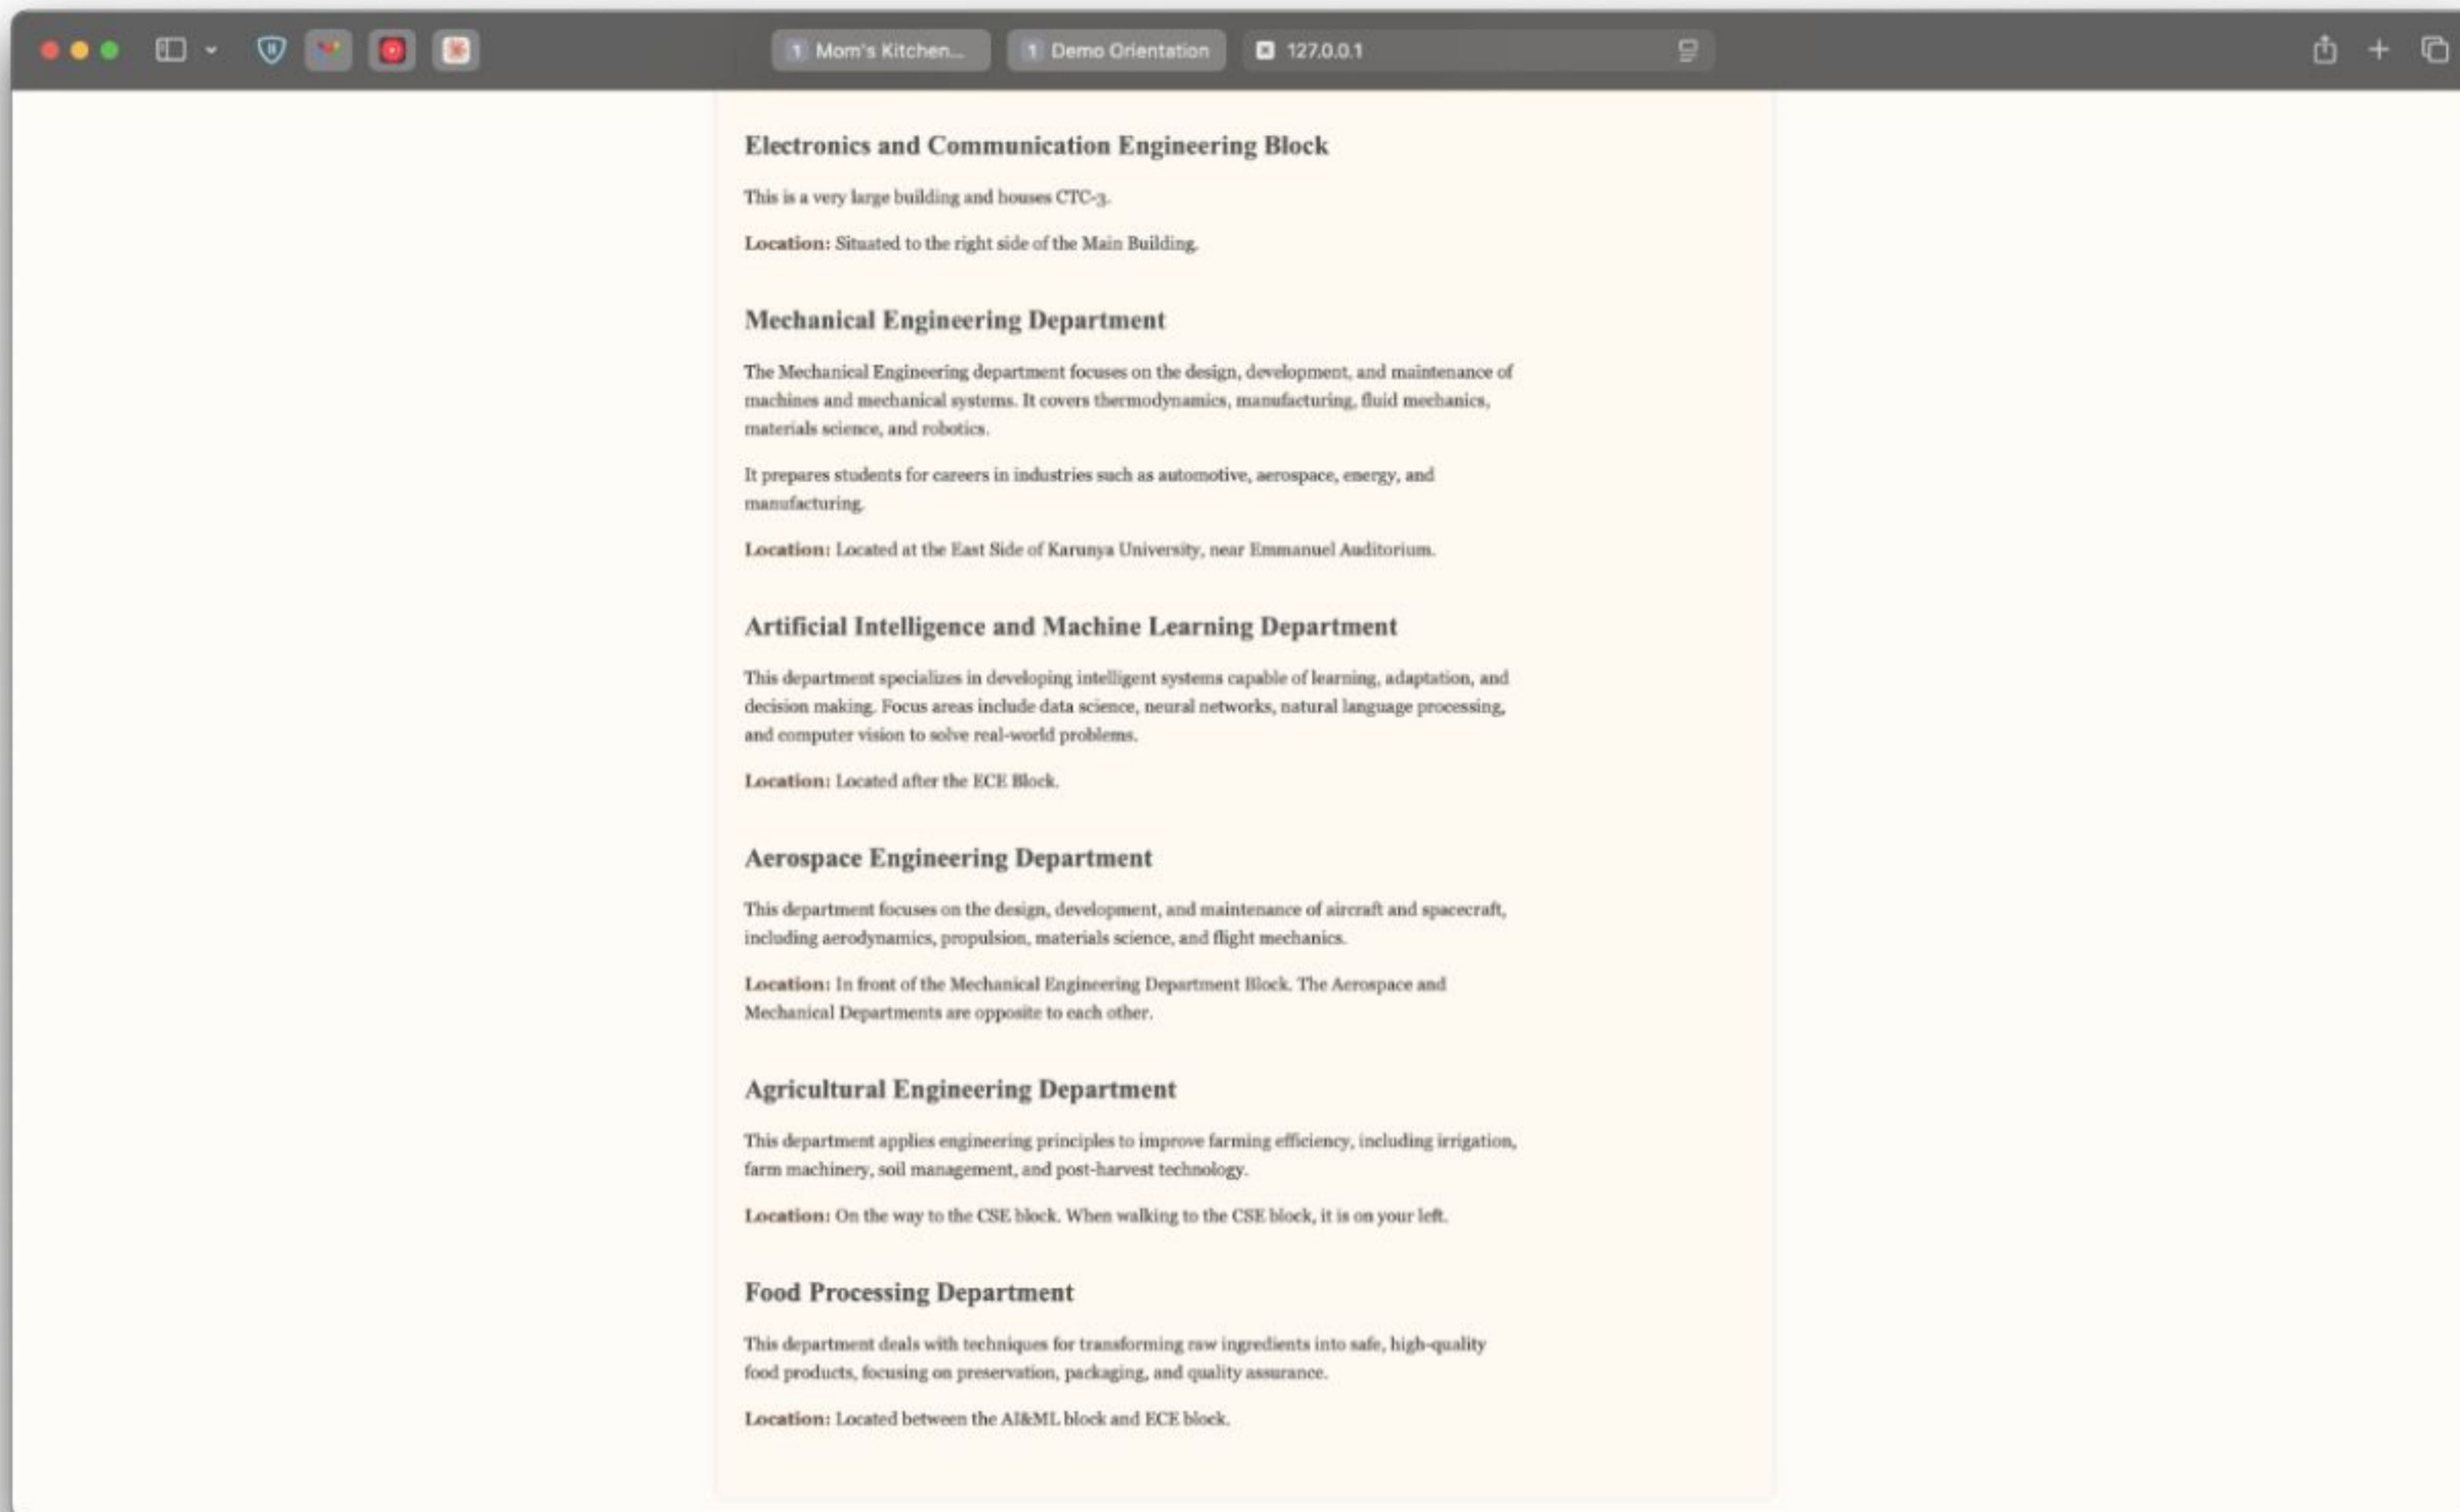 1 Mom's Kitchen...
1 Demo Orientation
127.0.0.1
Electronics and Communication Engineering Block
This is a very large building and houses CTC-3.
Location: Situated to the right side of the Main Building.
Mechanical Engineering Department
The Mechanical Engineering department focuses on the design, development, and maintenance of
machines and mechanical systems. It covers thermodynamics, manufacturing, fluid mechanics,
materials science, and robotics.
It prepares students for careers in industries such as automotive, aerospace, energy, and
manufacturing.
Location: Located at the East Side of Karunya University, near Emmanuel Auditorium.
Artificial Intelligence and Machine Learning Department
This department specializes in developing intelligent systems capable of learning, adaptation, and
decision making. Focus areas include data science, neural networks, natural language processing,
and computer vision to solve real-world problems.
Location: Located after the ECE Block.
Aerospace Engineering Department
This department focuses on the design, development, and maintenance of aircraft and spacecraft,
including aerodynamics, propulsion, materials science, and flight mechanics.
Location: In front of the Mechanical Engineering Department Block. The Aerospace and
Mechanical Departments are opposite to each other.
Agricultural Engineering Department
This department applies engineering principles to improve farming efficiency, including irrigation,
farm machinery, soil management, and post-harvest technology.
Location: On the way to the CSE block. When walking to the CSE block, it is on your left.
Food Processing Department
This department deals with techniques for transforming raw ingredients into safe, high-quality
food products, focusing on preservation, packaging, and quality assurance.
Location: Located between the AI&ML block and ECE block.